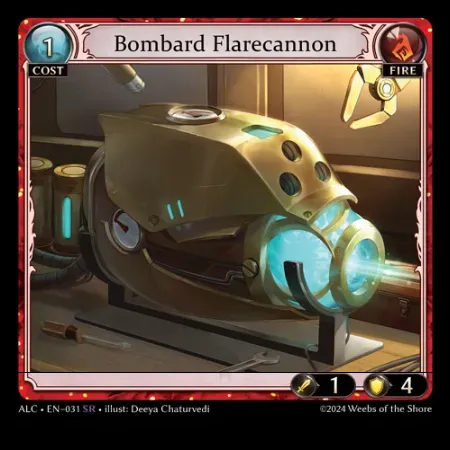 1 Bombard Flarecannon
COST FIRE
1 4
ALC • EN-031 SR • illust: Deeya Chaturvedi ©2024 Weebs of the Shore